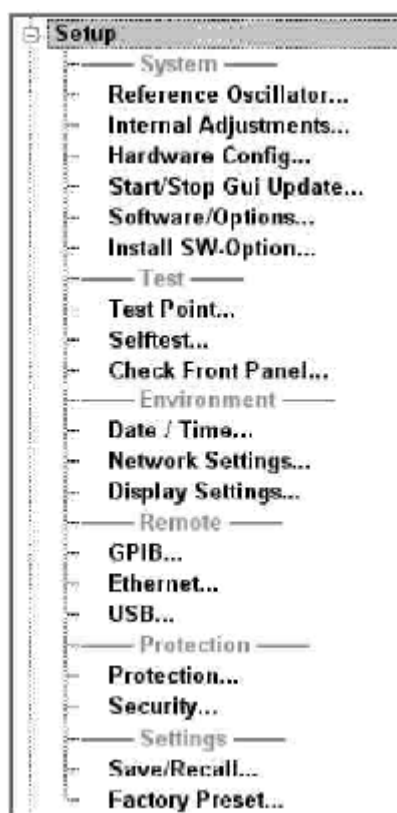 Setup
System
Reference Oscillator...
Internal Adjustments...
Hardware Config...
Start/Stop Gui Update...
Software/Options...
Install SW-Option...
Test
Test Point...
Selftest...
Check Front Panel...
Environment
Date / Time...
Network Settings...
Display Settings...
Remote
GPIB...
Ethernet...
USB...
Protection
Protection...
Security...
Settings
Save/Recall...
Factory Preset...